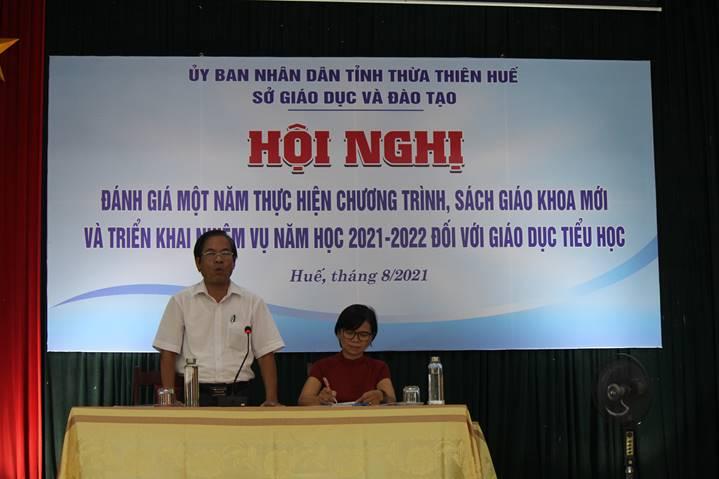 ỦY BAN NHÂN DÂN TỈNH THỪA THIÊN HUẾ
SỞ GIÁO DỤC VÀ ĐÀO TẠO
HỘI NGHỊ
ĐÁNH GIÁ MỘT NĂM THỰC HIỆN CHƯƠNG TRÌNH, SÁCH GIÁO KHOA MỚI
VÀ TRIỂN KHAI NHIỆM VỤ NĂM HỌC 2021-2022 ĐỐI VỚI GIÁO DỤC TIỂU HỌC
Huế, tháng 8/2021